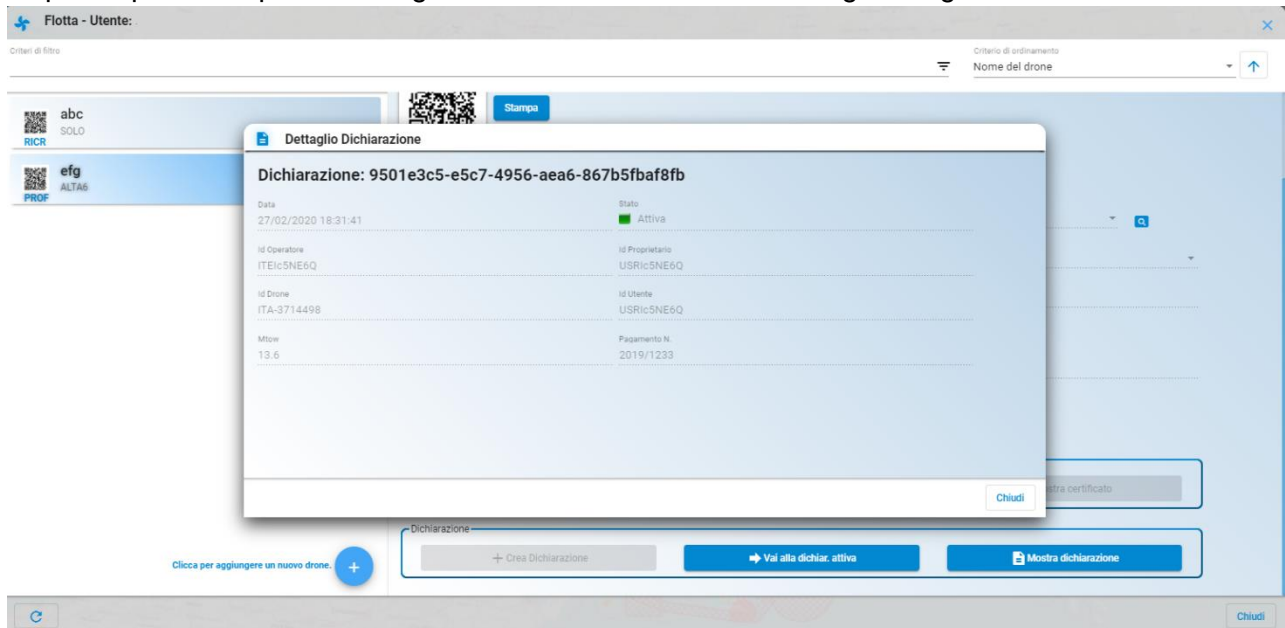 Flotta - Utente:
Criteri di filtro
Criterio di ordinamento
Nome del drone
abc
SOLO
RICR
efg
ALTA6
PROF
Stampa
Dettaglio Dichiarazione
Dichiarazione: 9501e3c5-e5c7-4956-aea6-867b5fbaf8fb
Data
Stato
27/02/2020 18:31:41
Attiva
Id Operatore
Id Proprietario
ITEIc5NE6Q
USRIc5NE6Q
Id Drone
Id Utente
ITA-3714498
USRIc5NE6Q
Mtow
Pagamento N.
13.6
2019/1233
Chiudi
certificato
Dichiarazione
+ Crea Dichiarazione
Vai alla dichiar. attiva
Mostra dichiarazione
Clicca per aggiungere un nuovo drone.
+
Chiudi